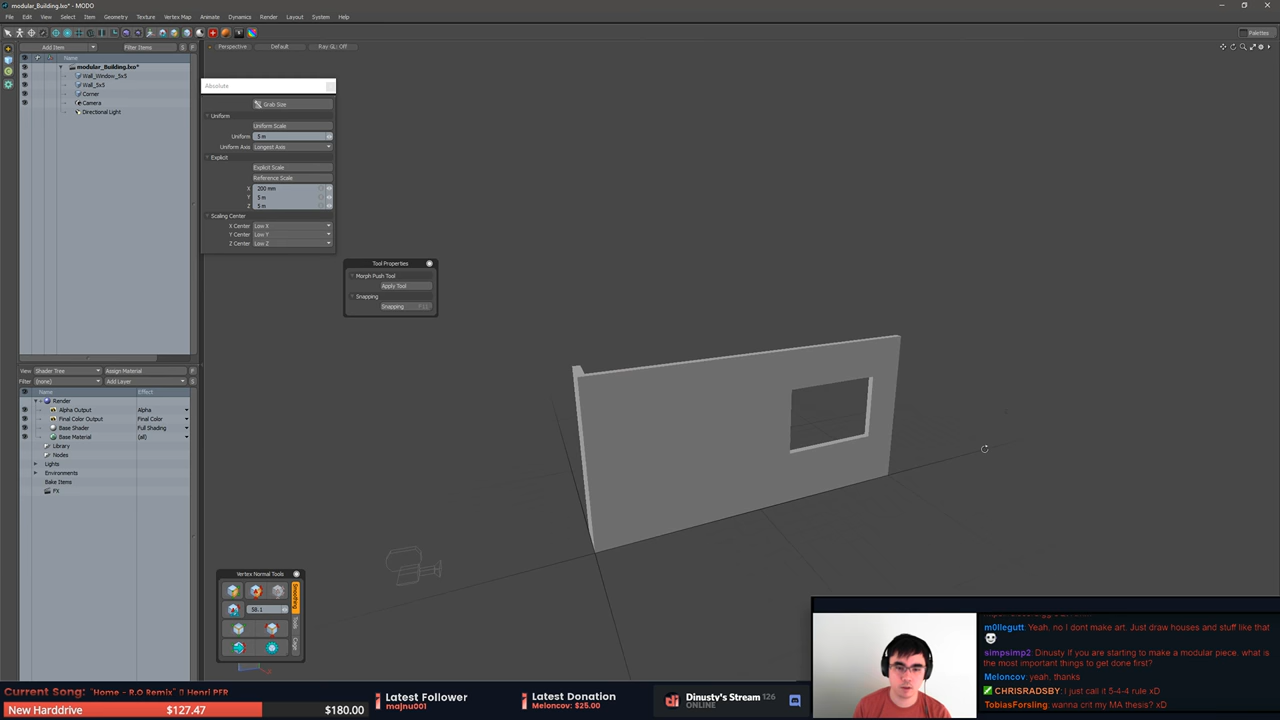 modular_Building.lxo* - MODO
File Edit View Select Item Geometry Texture Vertex Map Animate Dynamics Render Layout System Help
Palettes
Add Item Filter Items S F
Perspective Default Ray GL: Off
Name
modular_Building.lxo*
Wall_Window_5x5
Wall_5x5
Corner
Camera
Directional Light
Absolute
Grab Size
Uniform
Uniform Scale
Uniform 5 m
Uniform Axis Longest Axis
Explicit
Explicit Scale
Reference Scale
X 200 mm
Y 5 m
Z 5 m
Scaling Center
X Center Low X
Y Center Low Y
Z Center Low Z
Tool Properties
Morph Push Tool
Apply Tool
Snapping
Snapping
View Shader Tree Assign Material F
Filter (none) Add Layer S
Name Effect
Render
Alpha Output Alpha
Final Color Output Final Color
Base Shader Full Shading
Base Material (all)
Library
Nodes
Lights
Environments
Bake Items
FX
Vertex Normal Tools
58.1
Smoothing
Tools
Cage
m0llegutt: Yeah. no I dont make art. Just draw houses and stuff like that
simpsimp2: Dinusty If you are starting to make a modular piece. what is
the most important things to get done first?
Meloncov: yeah. thanks
CHRISRADSBY: I just call it 5-4-4 rule xD
TobiasForsling: wanna crit my MA thesis? xD
Current Song: `Home - R.O Remix` Henri PFR
New Harddrive $127.47 $180.00
Latest Follower
majnu001
Latest Donation
Meloncov: $25.00
Dinusty's Stream 126
ONLINE